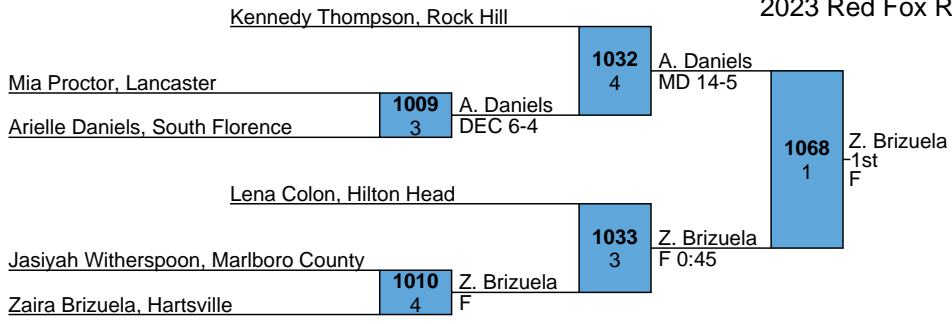 2023 Red Fox R
Kennedy Thompson, Rock Hill
1032
4
A. Daniels
MD 14-5
Mia Proctor, Lancaster
1009
3
A. Daniels
DEC 6-4
Arielle Daniels, South Florence
1068
1
Z. Brizuela
1st
F
Lena Colon, Hilton Head
1033
3
Z. Brizuela
F 0:45
Jasiyah Witherspoon, Marlboro County
1010
4
Z. Brizuela
F
Zaira Brizuela, Hartsville